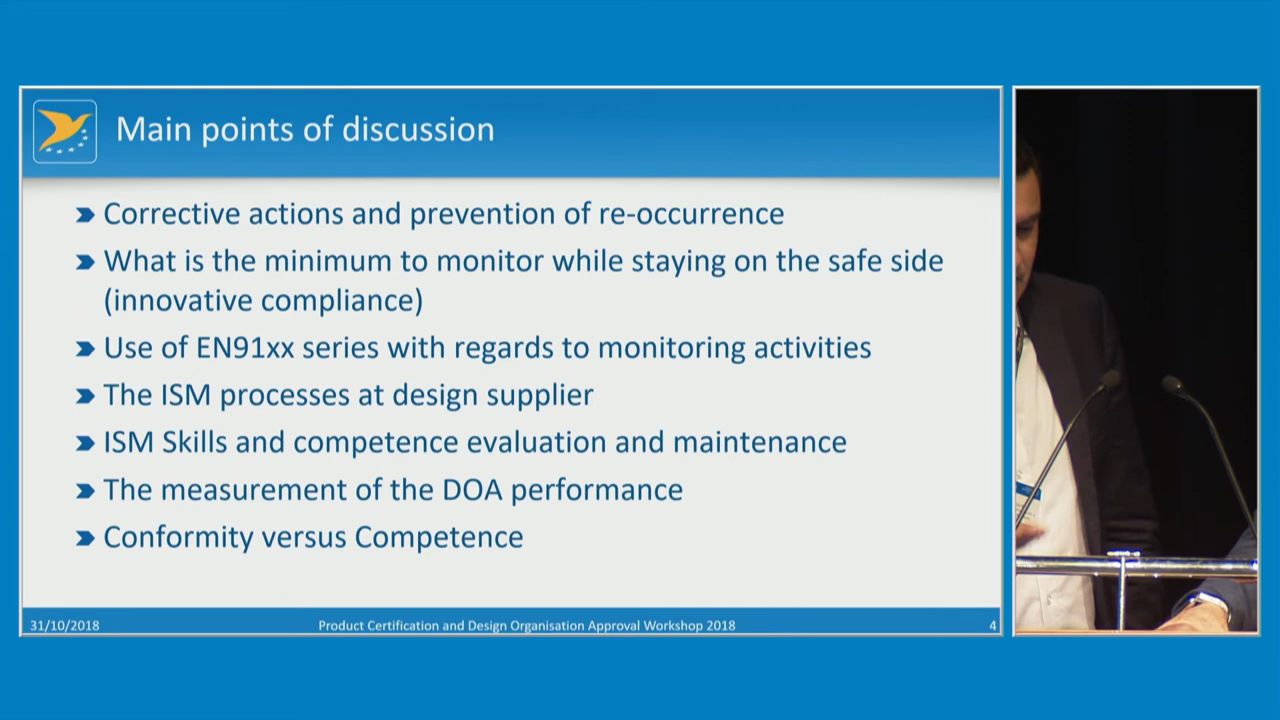 Main points of discussion
Corrective actions and prevention of re-occurrence
What is the minimum to monitor while staying on the safe side
(innovative compliance)
Use of EN91xx series with regards to monitoring activities
The ISM processes at design supplier
ISM Skills and competence evaluation and maintenance
The measurement of the DOA performance
Conformity versus Competence
31/10/2018
Product Certification and Design Organisation Approval Workshop 2018
4